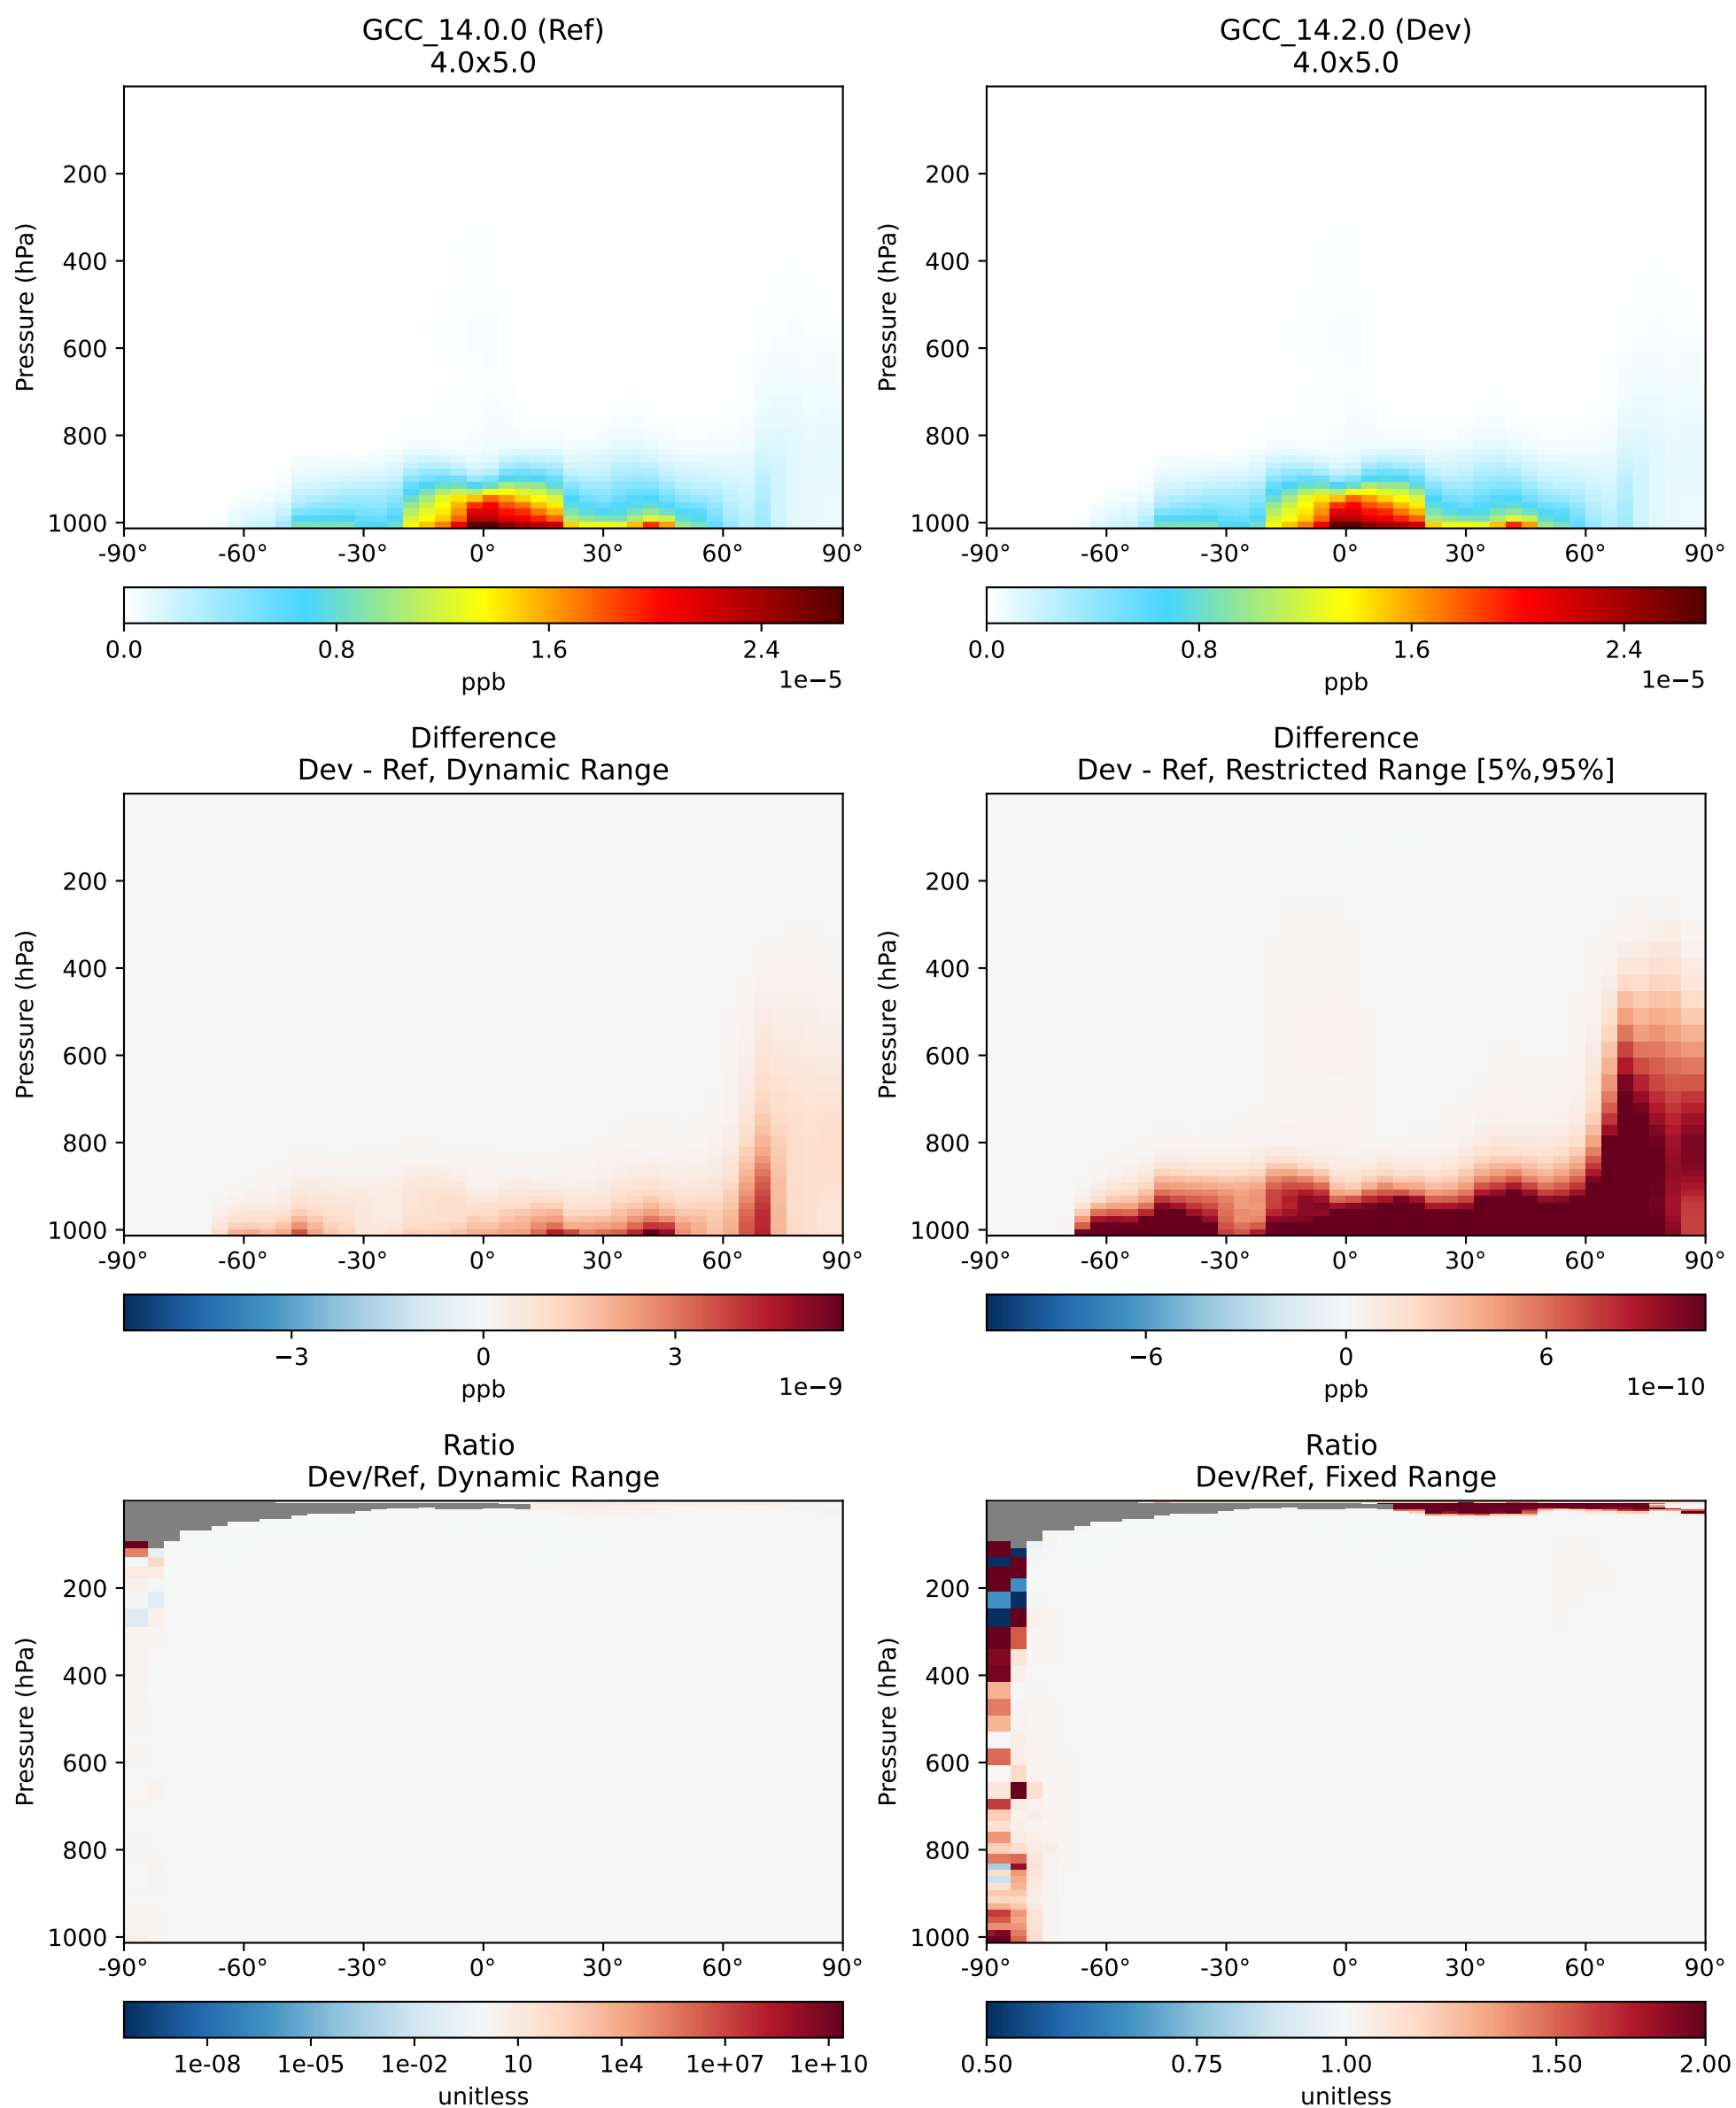 GCC_14.0.0 (Ref)
4.0x5.0
Pressure (hPa)
200
400
600
800
1000
-90° -60° -30° 0° 30° 60° 90°
0.0 0.8 1.6 2.4
1e−5
ppb
GCC_14.2.0 (Dev)
4.0x5.0
Pressure (hPa)
200
400
600
800
1000
-90° -60° -30° 0° 30° 60° 90°
0.0 0.8 1.6 2.4
1e−5
ppb
Difference
Dev - Ref, Dynamic Range
Pressure (hPa)
200
400
600
800
1000
-90° -60° -30° 0° 30° 60° 90°
−3 0 3
1e−9
ppb
Difference
Dev - Ref, Restricted Range [5%,95%]
Pressure (hPa)
200
400
600
800
1000
-90° -60° -30° 0° 30° 60° 90°
−6 0 6
1e−10
ppb
Ratio
Dev/Ref, Dynamic Range
Pressure (hPa)
200
400
600
800
1000
-90° -60° -30° 0° 30° 60° 90°
1e-08 1e-05 1e-02 10 1e+04 1e+07 1e+10
unitless
Ratio
Dev/Ref, Fixed Range
Pressure (hPa)
200
400
600
800
1000
-90° -60° -30° 0° 30° 60° 90°
0.50 0.75 1.00 1.50 2.00
unitless